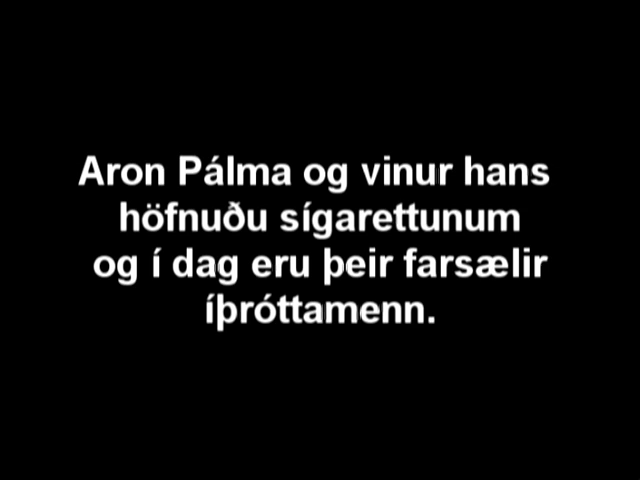 Aron Pálma og vinur hans
höfnuðu sígarettunum
og í dag eru þeir farsælir
íþróttamenn.